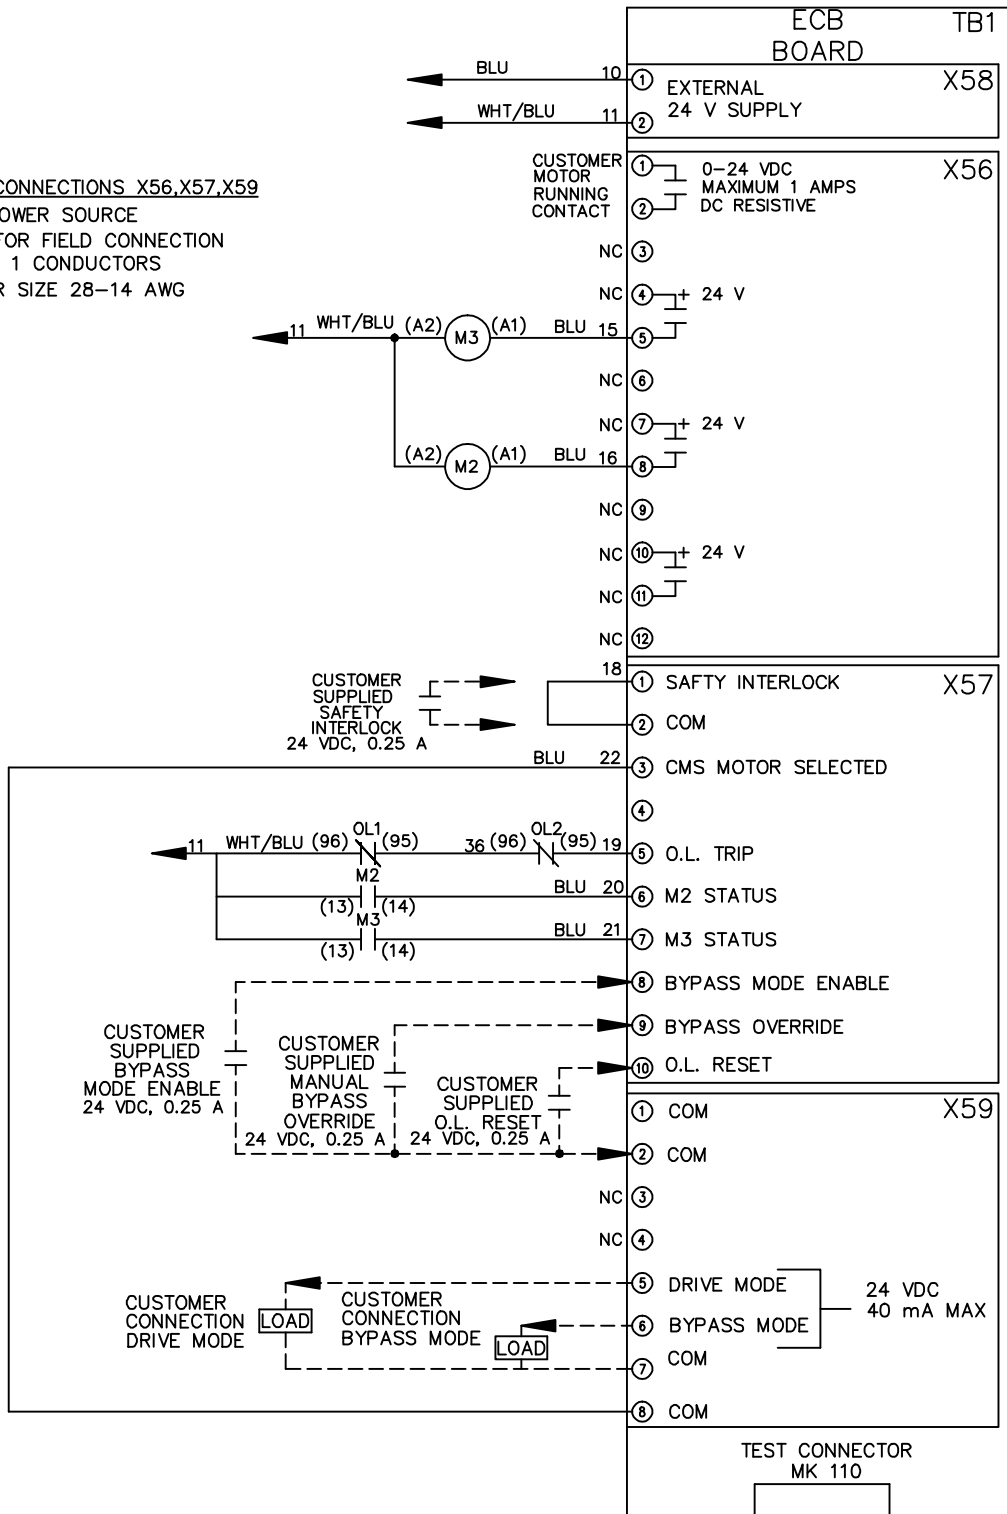 ECB
BOARD
TB1
BLU 10 1 EXTERNAL
24 V SUPPLY
X58
WHT/BLU 11 2
CONNECTIONS X56,X57,X59
OWER SOURCE
FOR FIELD CONNECTION
1 CONDUCTORS
R SIZE 28-14 AWG
CUSTOMER
MOTOR
RUNNING
CONTACT
1
2
0-24 VDC
MAXIMUM 1 AMPS
DC RESISTIVE
X56
NC 3
NC 4 + 24 V
11 WHT/BLU (A2) M3 (A1) BLU 15 5
NC 6
NC 7 + 24 V
(A2) M2 (A1) BLU 16 8
NC 9
NC 10 + 24 V
NC 11
NC 12
CUSTOMER
SUPPLIED
SAFETY
INTERLOCK
24 VDC, 0.25 A
18 1 SAFTY INTERLOCK
X57
2 COM
BLU 22 3 CMS MOTOR SELECTED
4
11 WHT/BLU (96) OL1 (95) 36 (96) OL2 (95) 19 5 O.L. TRIP
M2
(13) (14) BLU 20 6 M2 STATUS
M3
(13) (14) BLU 21 7 M3 STATUS
8 BYPASS MODE ENABLE
9 BYPASS OVERRIDE
10 O.L. RESET
CUSTOMER
SUPPLIED
BYPASS
MODE ENABLE
24 VDC, 0.25 A
CUSTOMER
SUPPLIED
MANUAL
BYPASS
OVERRIDE
24 VDC, 0.25 A
CUSTOMER
SUPPLIED
O.L. RESET
24 VDC, 0.25 A
1 COM
X59
2 COM
NC 3
NC 4
5 DRIVE MODE
6 BYPASS MODE
24 VDC
40 mA MAX
7 COM
8 COM
CUSTOMER
CONNECTION
DRIVE MODE
LOAD
CUSTOMER
CONNECTION
BYPASS MODE
LOAD
TEST CONNECTOR
MK 110